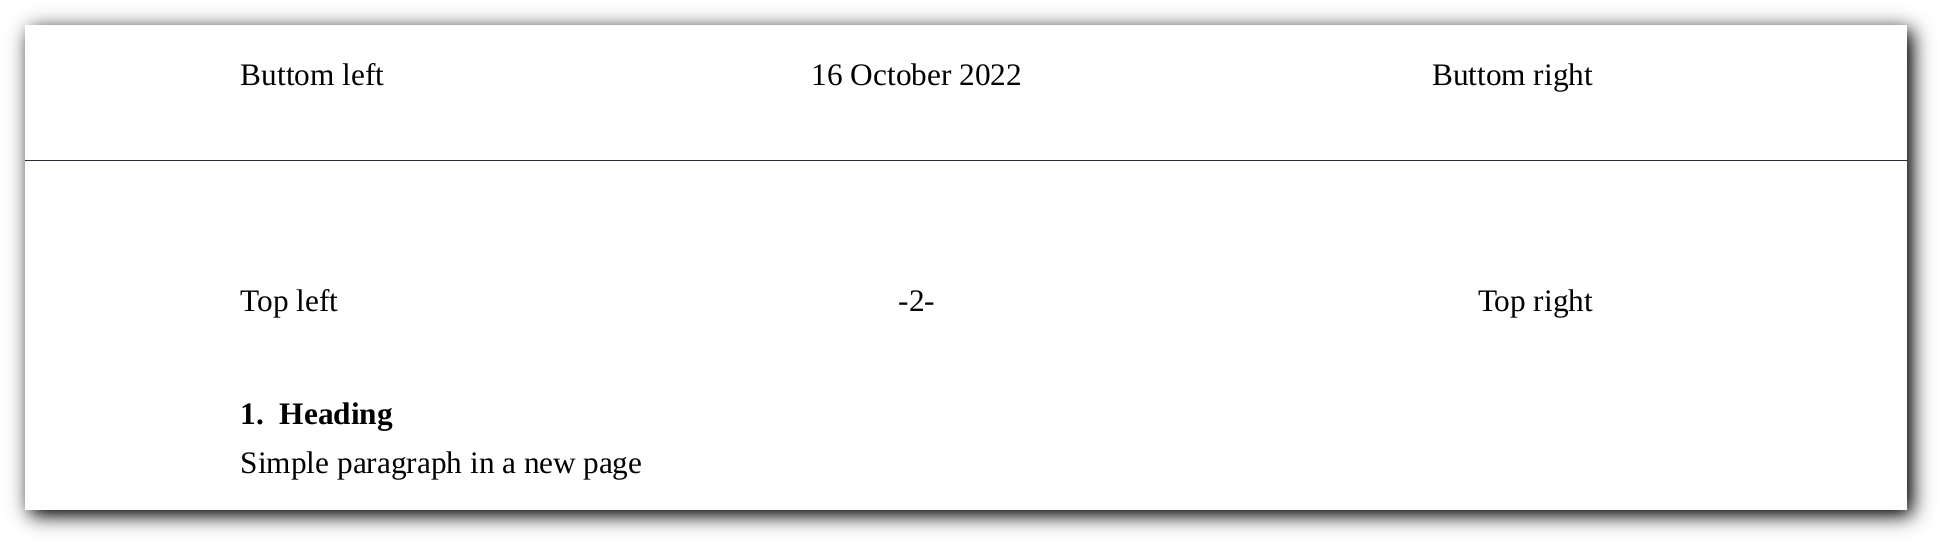 Buttom left 16 October 2022 Buttom right
Top left -2- Top right
1. Heading
Simple paragraph in a new page